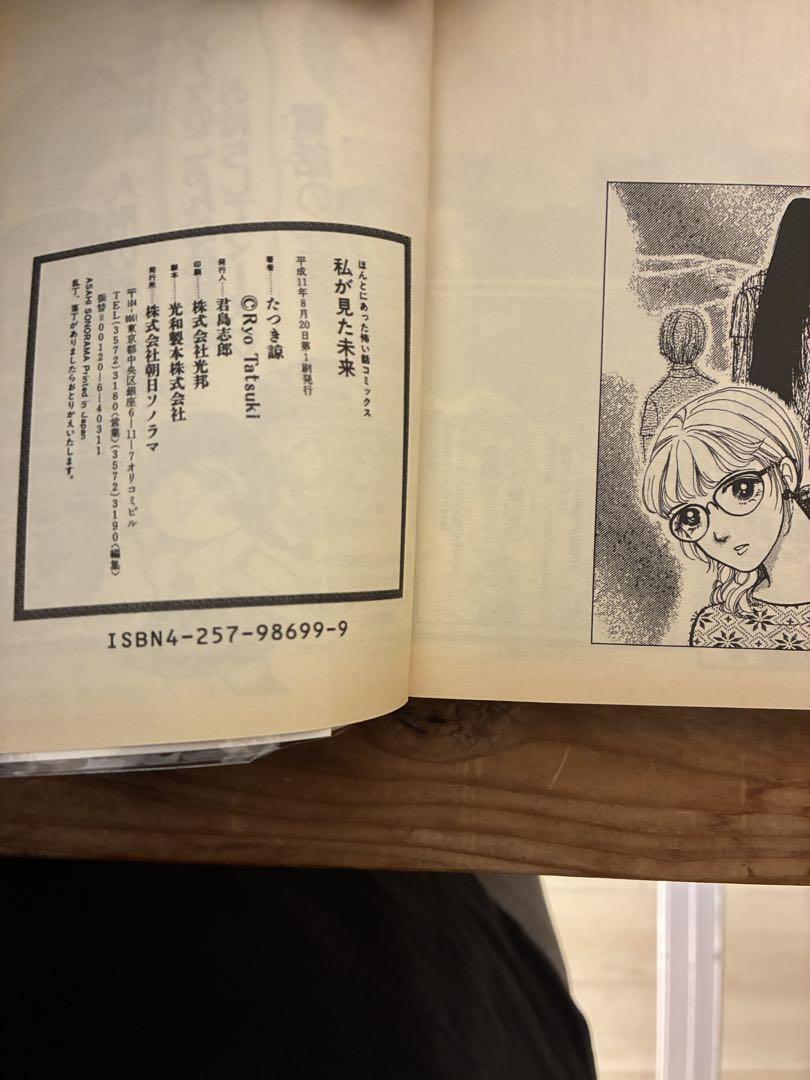 ほんとにあった怖い話コミックス
私が見た未来
平成11年8月20日第1刷発行
著者……たつき諒
©Ryo Tatsuki
発行人……君島志郎
印刷……株式会社光邦
製本……光和製本株式会社
発行所……株式会社朝日ソノラマ
〒104-0061東京都中央区銀座6-11-7オリコミビル
TEL(3572)3180〈営業〉(3572)3190〈編集〉
振替＝00120-6-40311
ASAHI SONORAMA Printed in Japan
乱丁、落丁がありましたらおとりかえいたします。
ISBN4-257-98699-9